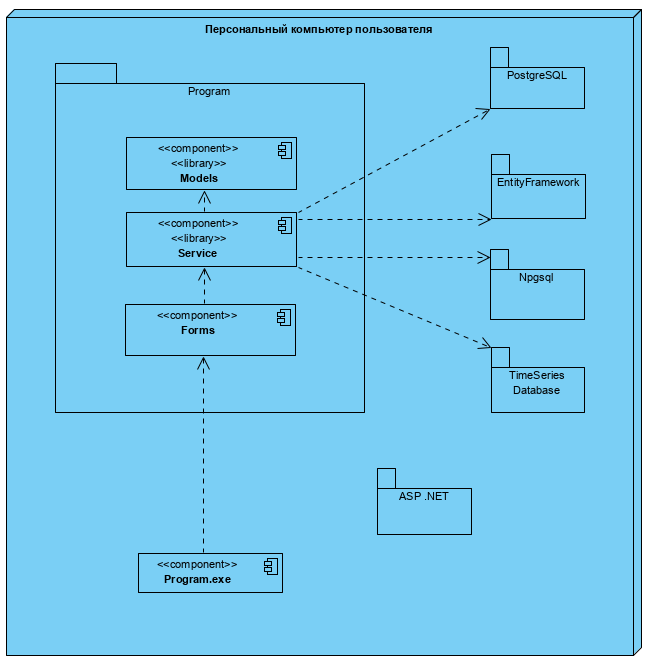 Персональный компьютер пользователя
PostgreSQL
Program
<<component>>
<<library>>
Models
EntityFramework
<<component>>
<<library>>
Service
Npgsql
<<component>>
Forms
TimeSeries
Database
ASP .NET
<<component>>
Program.exe